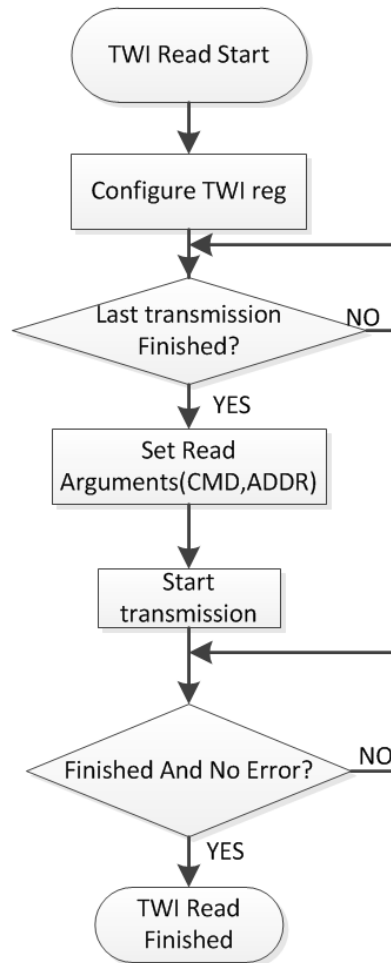 TWI Read Start
Configure TWI reg
Last transmission
Finished?
NO
YES
Set Read
Arguments(CMD,ADDR)
Start
transmission
Finished And No Error?
NO
YES
TWI Read
Finished